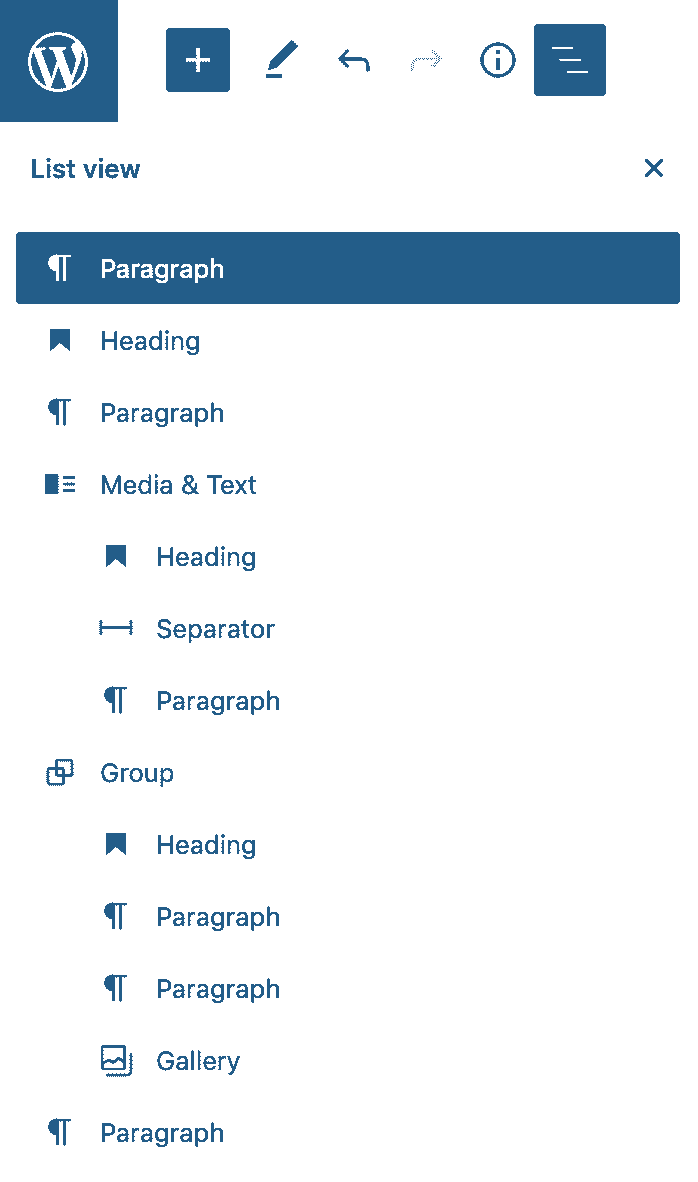 List view
Paragraph
Heading
Paragraph
Media & Text
Heading
Separator
Paragraph
Group
Heading
Paragraph
Paragraph
Gallery
Paragraph